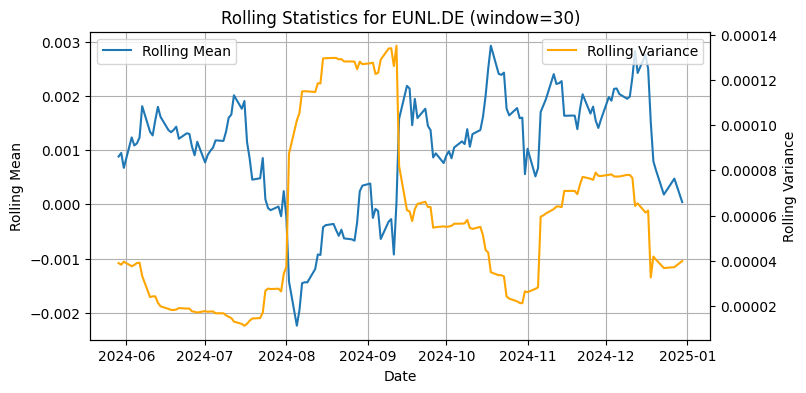 Rolling Statistics for EUNL.DE (window=30)
Rolling Mean
Rolling Variance
0.003
0.002
0.001
0.000
−0.001
−0.002
Rolling Mean
0.00014
0.00012
0.00010
0.00008
0.00006
0.00004
0.00002
Rolling Variance
2024-06 2024-07 2024-08 2024-09 2024-10 2024-11 2024-12 2025-01
Date